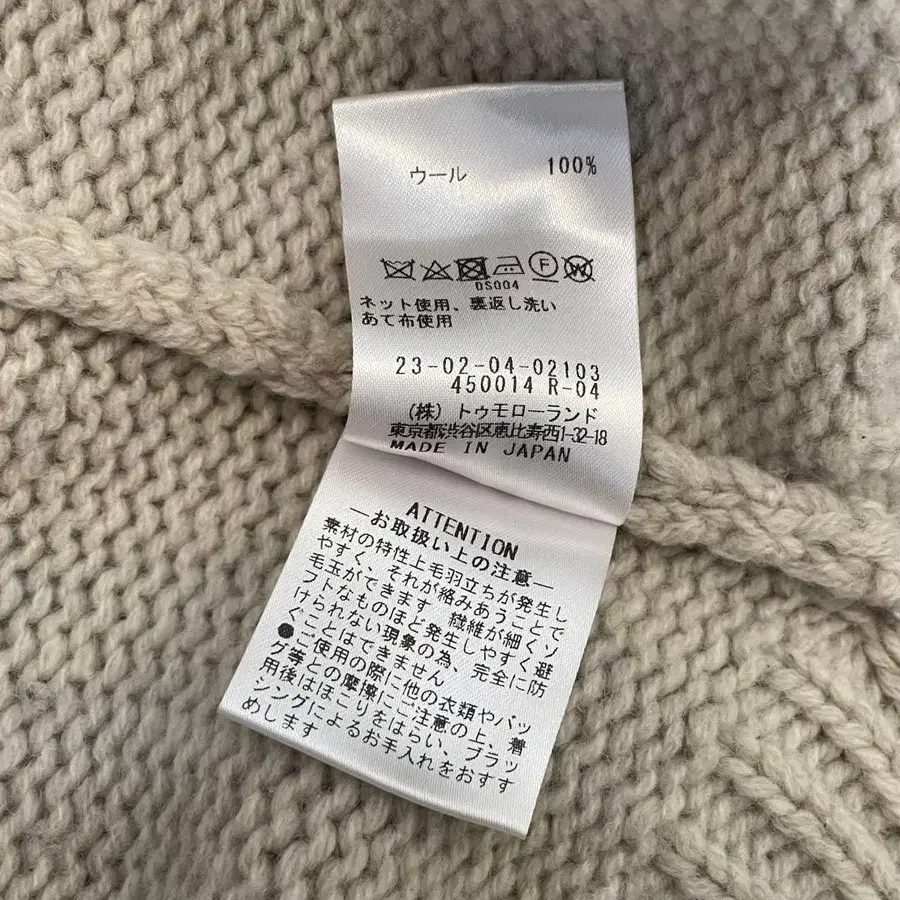 ウール 100%
F W
DS004
ネット使用、裏返し洗い
あて布使用
23-02-04-02103
450014 R-04
(株) トゥモローランド
東京都渋谷区恵比寿西1-32-18
MADE IN JAPAN
ATTENTION
―お取扱い上の注意―
素材の特性上毛羽立ちが発生し
やすく、それが絡みあうことで
毛玉ができます 繊維が細くソ
フトなものほど発生しやすく避
けられない現象の為、完全に防
ぐことはできません
●ご使用の際に他の衣類やバッ
グ等との摩擦にご注意の上、着
用後はほこりをはらい、ブラッ
シングによるお手入れをおすす
めします